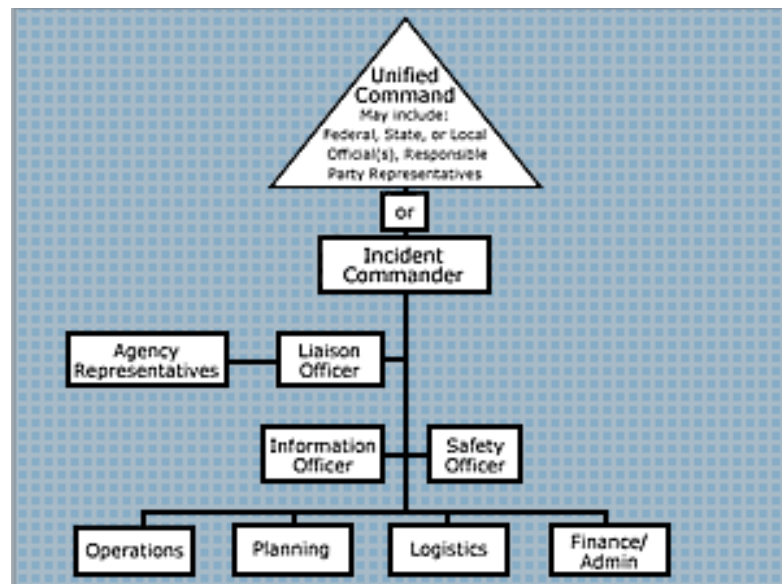 Unified
Command
May include:
Federal, State, or Local
Official(s), Responsible
Party Representatives
or
Incident
Commander
Agency
Representatives
Liaison
Officer
Information
Officer
Safety
Officer
Operations
Planning
Logistics
Finance/
Admin